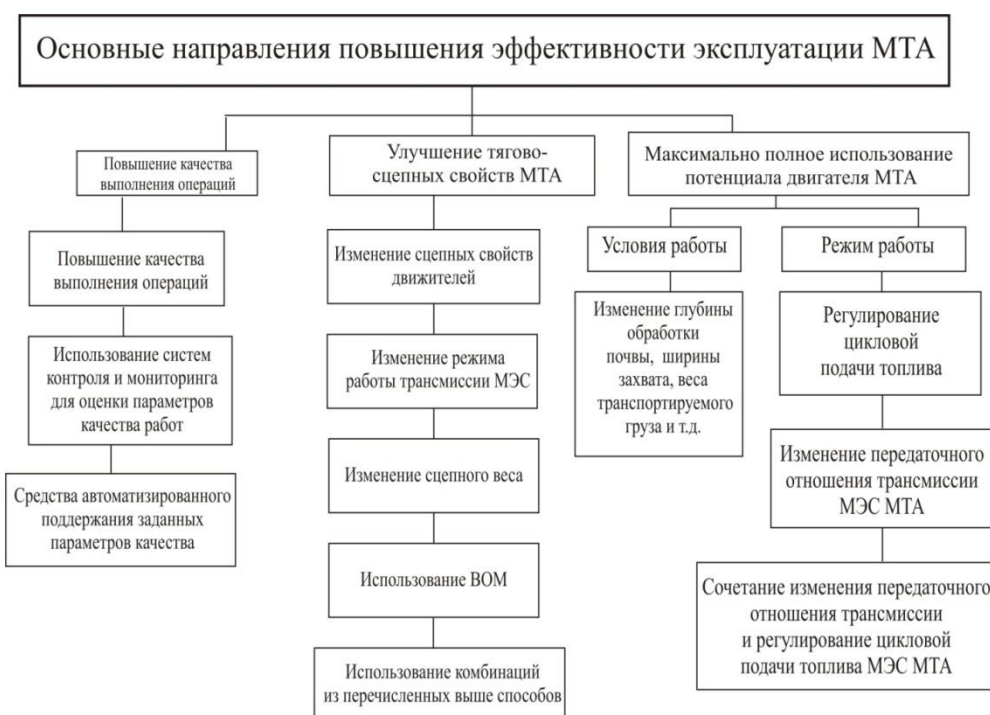 Основные направления повышения эффективности эксплуатации МТА
Повышение качества
выполнения операций
Повышение качества
выполнения операций
Использование систем
контроля и мониторинга
для оценки параметров
качества работ
Средства автоматизированного
поддержания заданных
параметров качества
Улучшение тягово-
сцепных свойств МТА
Изменение сцепных свойств
движителей
Изменение режима
работы трансмиссии МЭС
Изменение сцепного веса
Использование ВОМ
Использование комбинаций
из перечисленных выше способов
Максимально полное использование
потенциала двигателя МТА
Условия работы
Изменение глубины
обработки
почвы, ширины
захвата, веса
транспортируемого
груза и т.д.
Режим работы
Регулирование
цикловой
подачи топлива
Изменение передаточного
отношения трансмиссии
МЭС МТА
Сочетание изменения передаточного
отношения трансмиссии
и регулирование цикловой
подачи топлива МЭС МТА